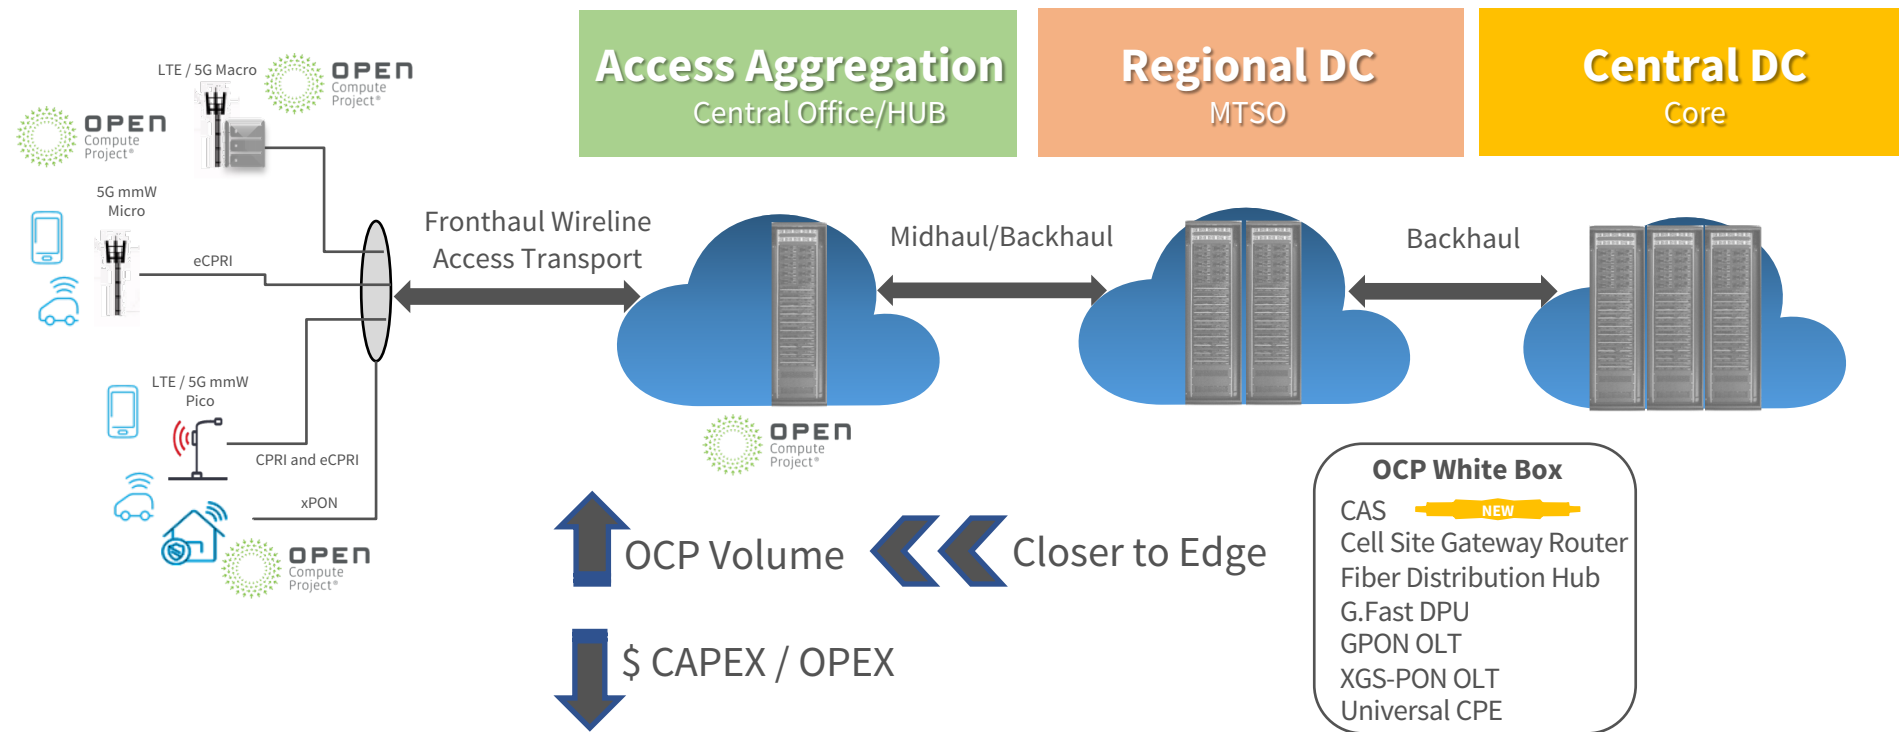 Access Aggregation
Central Office/HUB
Regional DC
MTSO
Central DC
Core
LTE / 5G Macro
OPEN
Compute
Project®
OPEN
Compute
Project®
5G mmW
Micro
eCPRI
Fronthaul Wireline
Access Transport
Midhaul/Backhaul
Backhaul
LTE / 5G mmW
Pico
CPRI and eCPRI
xPON
OPEN
Compute
Project®
OPEN
Compute
Project®
OCP Volume
Closer to Edge
$ CAPEX / OPEX
OCP White Box
CAS
NEW
Cell Site Gateway Router
Fiber Distribution Hub
G.Fast DPU
GPON OLT
XGS-PON OLT
Universal CPE